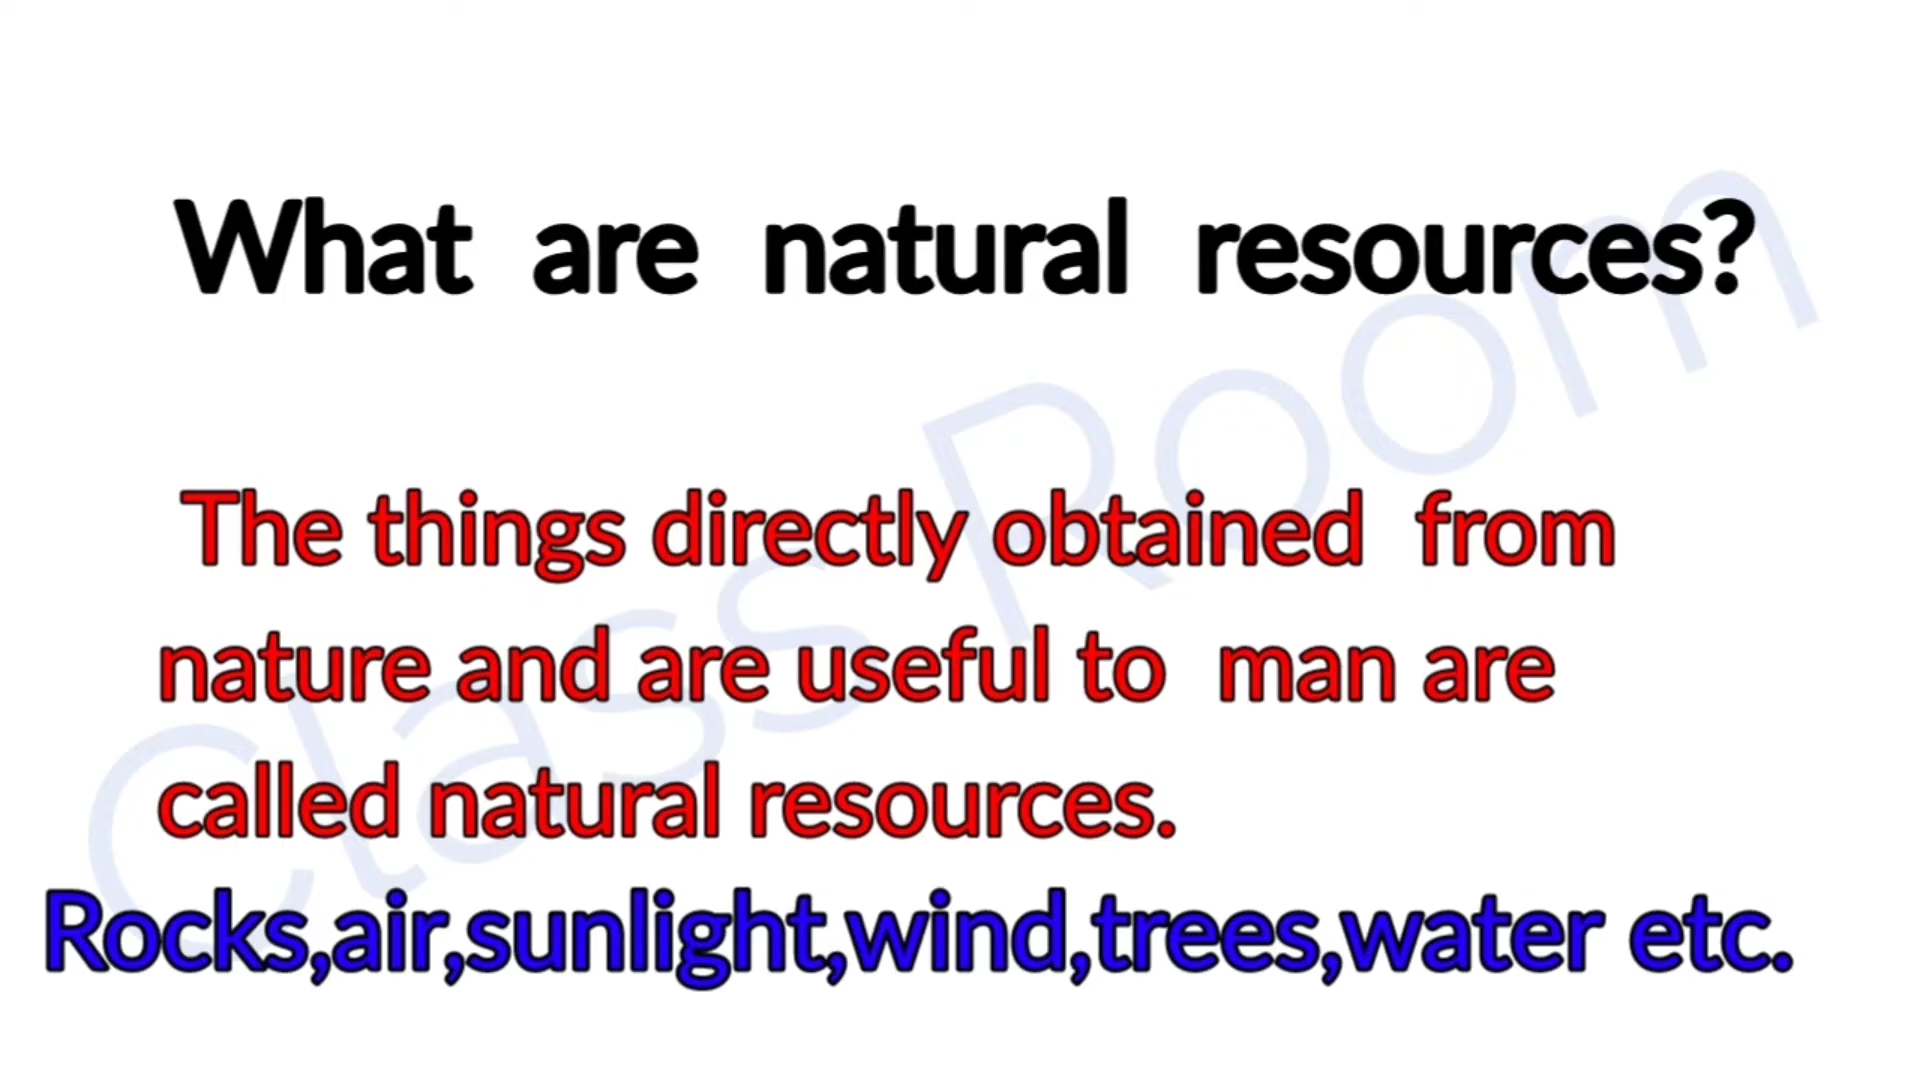 What are natural resources?
The things directly obtained from
nature and are useful to man are
called natural resources.
Rocks,air,sunlight,wind,trees,water etc.
Class Room